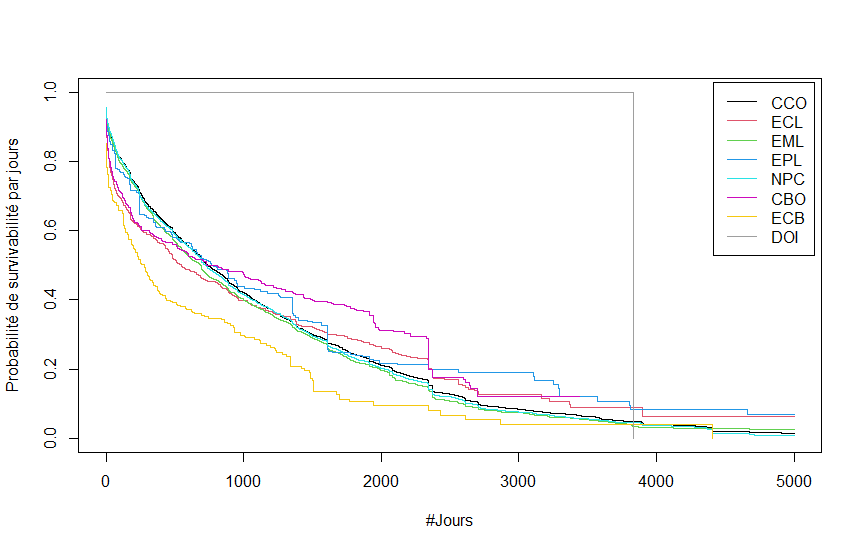 Probabilité de survivabilité par jours
1.0
0.8
0.6
0.4
0.2
0.0
CCO
ECL
EML
EPL
NPC
CBO
ECB
DOI
0 1000 2000 3000 4000 5000
#Jours